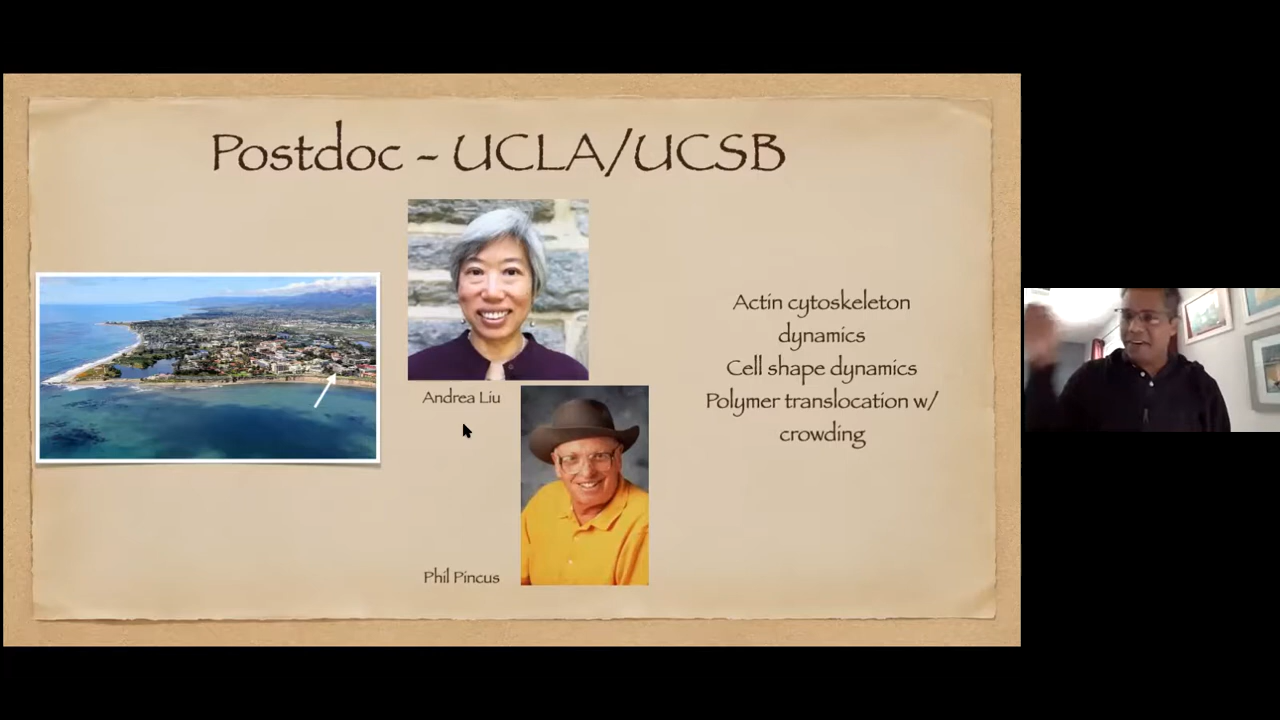 Postdoc - UCLA/UCSB
Andrea Liu
Phil Pincus
Actin cytoskeleton
dynamics
Cell shape dynamics
Polymer translocation w/
crowding